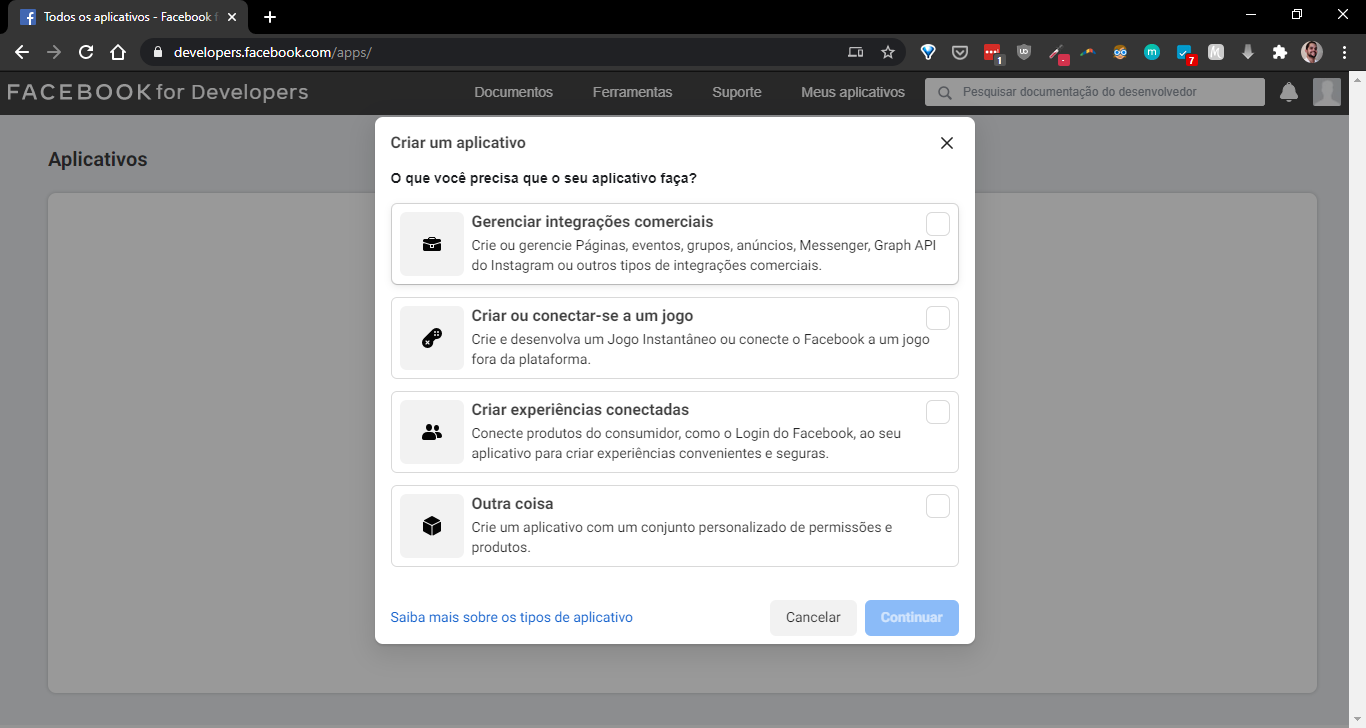 Todos os aplicativos - Facebook f
developers.facebook.com/apps/
1
7
m
M
FACEBOOK for Developers
Documentos
Ferramentas
Suporte
Meus aplicativos
Pesquisar documentação do desenvolvedor
Aplicativos
Criar um aplicativo
O que você precisa que o seu aplicativo faça?
Gerenciar integrações comerciais
Crie ou gerencie Páginas, eventos, grupos, anúncios, Messenger, Graph API
do Instagram ou outros tipos de integrações comerciais.
Criar ou conectar-se a um jogo
Crie e desenvolva um Jogo Instantâneo ou conecte o Facebook a um jogo
fora da plataforma.
Criar experiências conectadas
Conecte produtos do consumidor, como o Login do Facebook, ao seu
aplicativo para criar experiências convenientes e seguras.
Outra coisa
Crie um aplicativo com um conjunto personalizado de permissões e
produtos.
Saiba mais sobre os tipos de aplicativo
Cancelar
Continuar